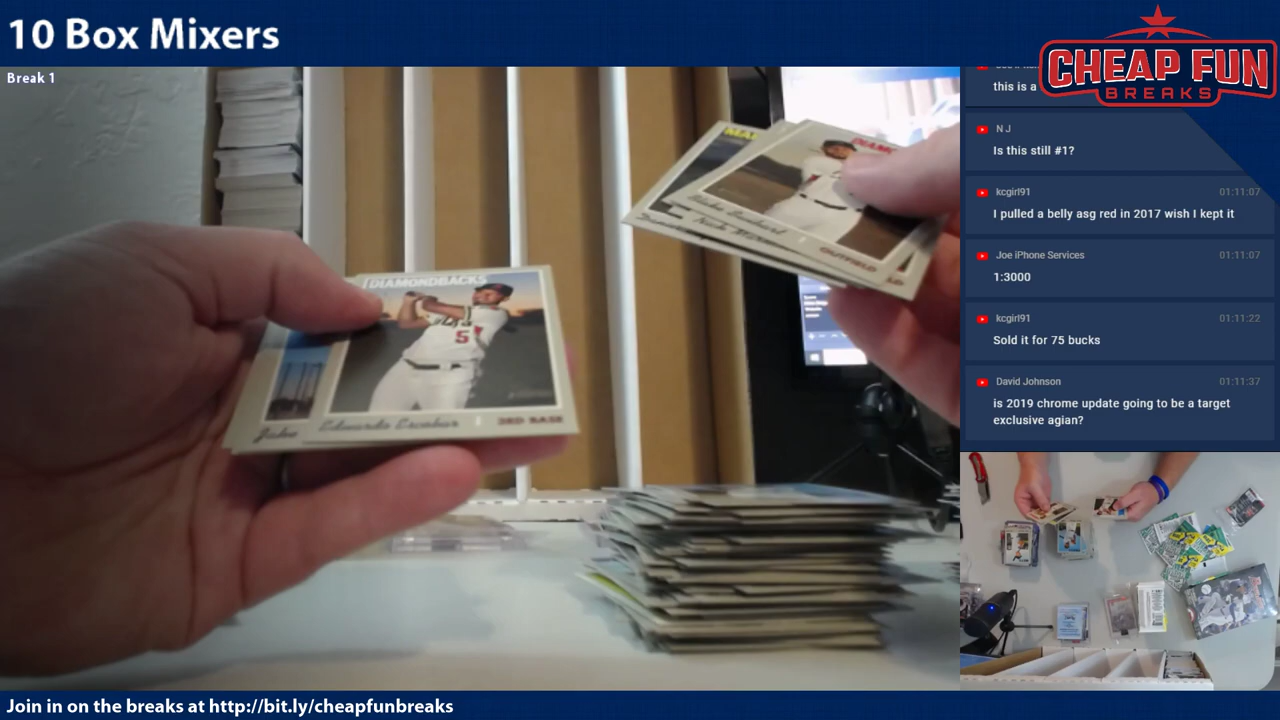 10 Box Mixers
Break 1
CHEAP FUN
BREAKS
this is a
N J
Is this still #1?
kcgirl91 01:11:07
I pulled a belly asg red in 2017 wish I kept it
Joe iPhone Services 01:11:07
1:3000
kcgirl91 01:11:22
Sold it for 75 bucks
David Johnson 01:11:37
is 2019 chrome update going to be a target
exclusive agian?
DIAMONDBACKS
5
Eduardo Escobar 3RD BASE
Jake
OUTFIELD
Join in on the breaks at http://bit.ly/cheapfunbreaks